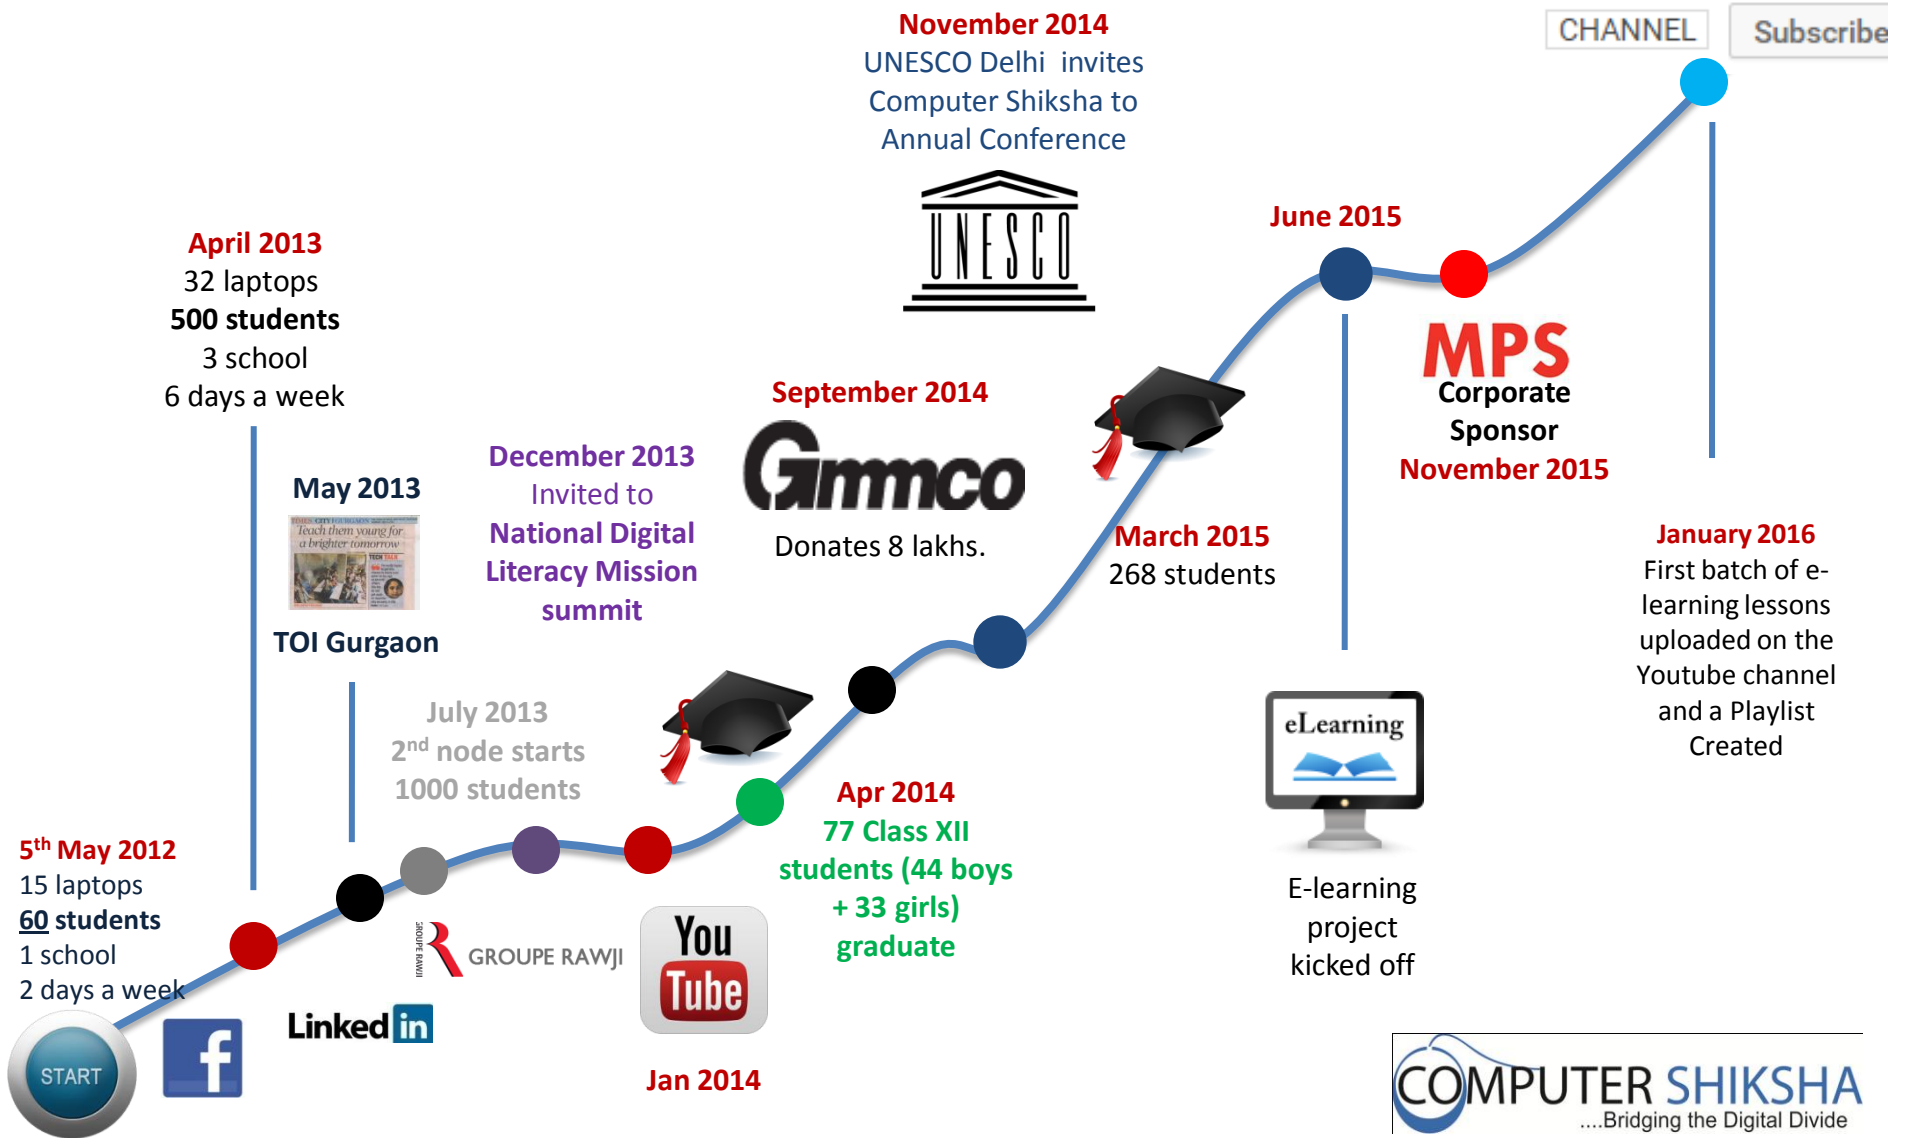 November 2014
UNESCO Delhi invites
Computer Shiksha to
Annual Conference
UNESCO
CHANNEL
Subscribe
April 2013
32 laptops
500 students
3 school
6 days a week
May 2013
Teach them young for
a brighter tomorrow
TOI Gurgaon
December 2013
Invited to
National Digital
Literacy Mission
summit
September 2014
Gmmco
Donates 8 lakhs.
June 2015
MPS
Corporate
Sponsor
November 2015
March 2015
268 students
January 2016
First batch of e-
learning lessons
uploaded on the
Youtube channel
and a Playlist
Created
July 2013
2nd node starts
1000 students
Apr 2014
77 Class XII
students (44 boys
+ 33 girls)
graduate
eLearning
E-learning
project
kicked off
5th May 2012
15 laptops
60 students
1 school
2 days a week
START
f
Linked in
GROUPE RAWJI
R GROUPE RAWJI
You
Tube
Jan 2014
COMPUTER SHIKSHA
....Bridging the Digital Divide